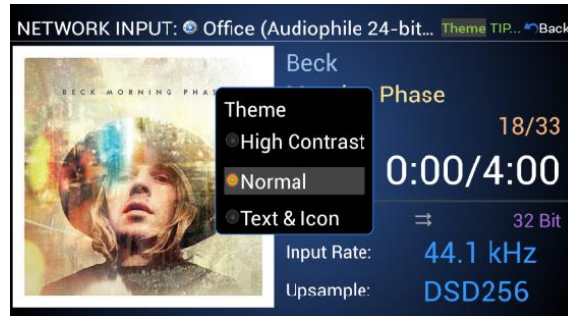 NETWORK INPUT: Office (Audiophile 24-bit... Theme TIP... Back
BECK MORNING PHA
Beck
Phase
18/33
0:00/4:00
32 Bit
Input Rate: 44.1 kHz
Upsample: DSD256
Theme
High Contrast
Normal
Text & Icon